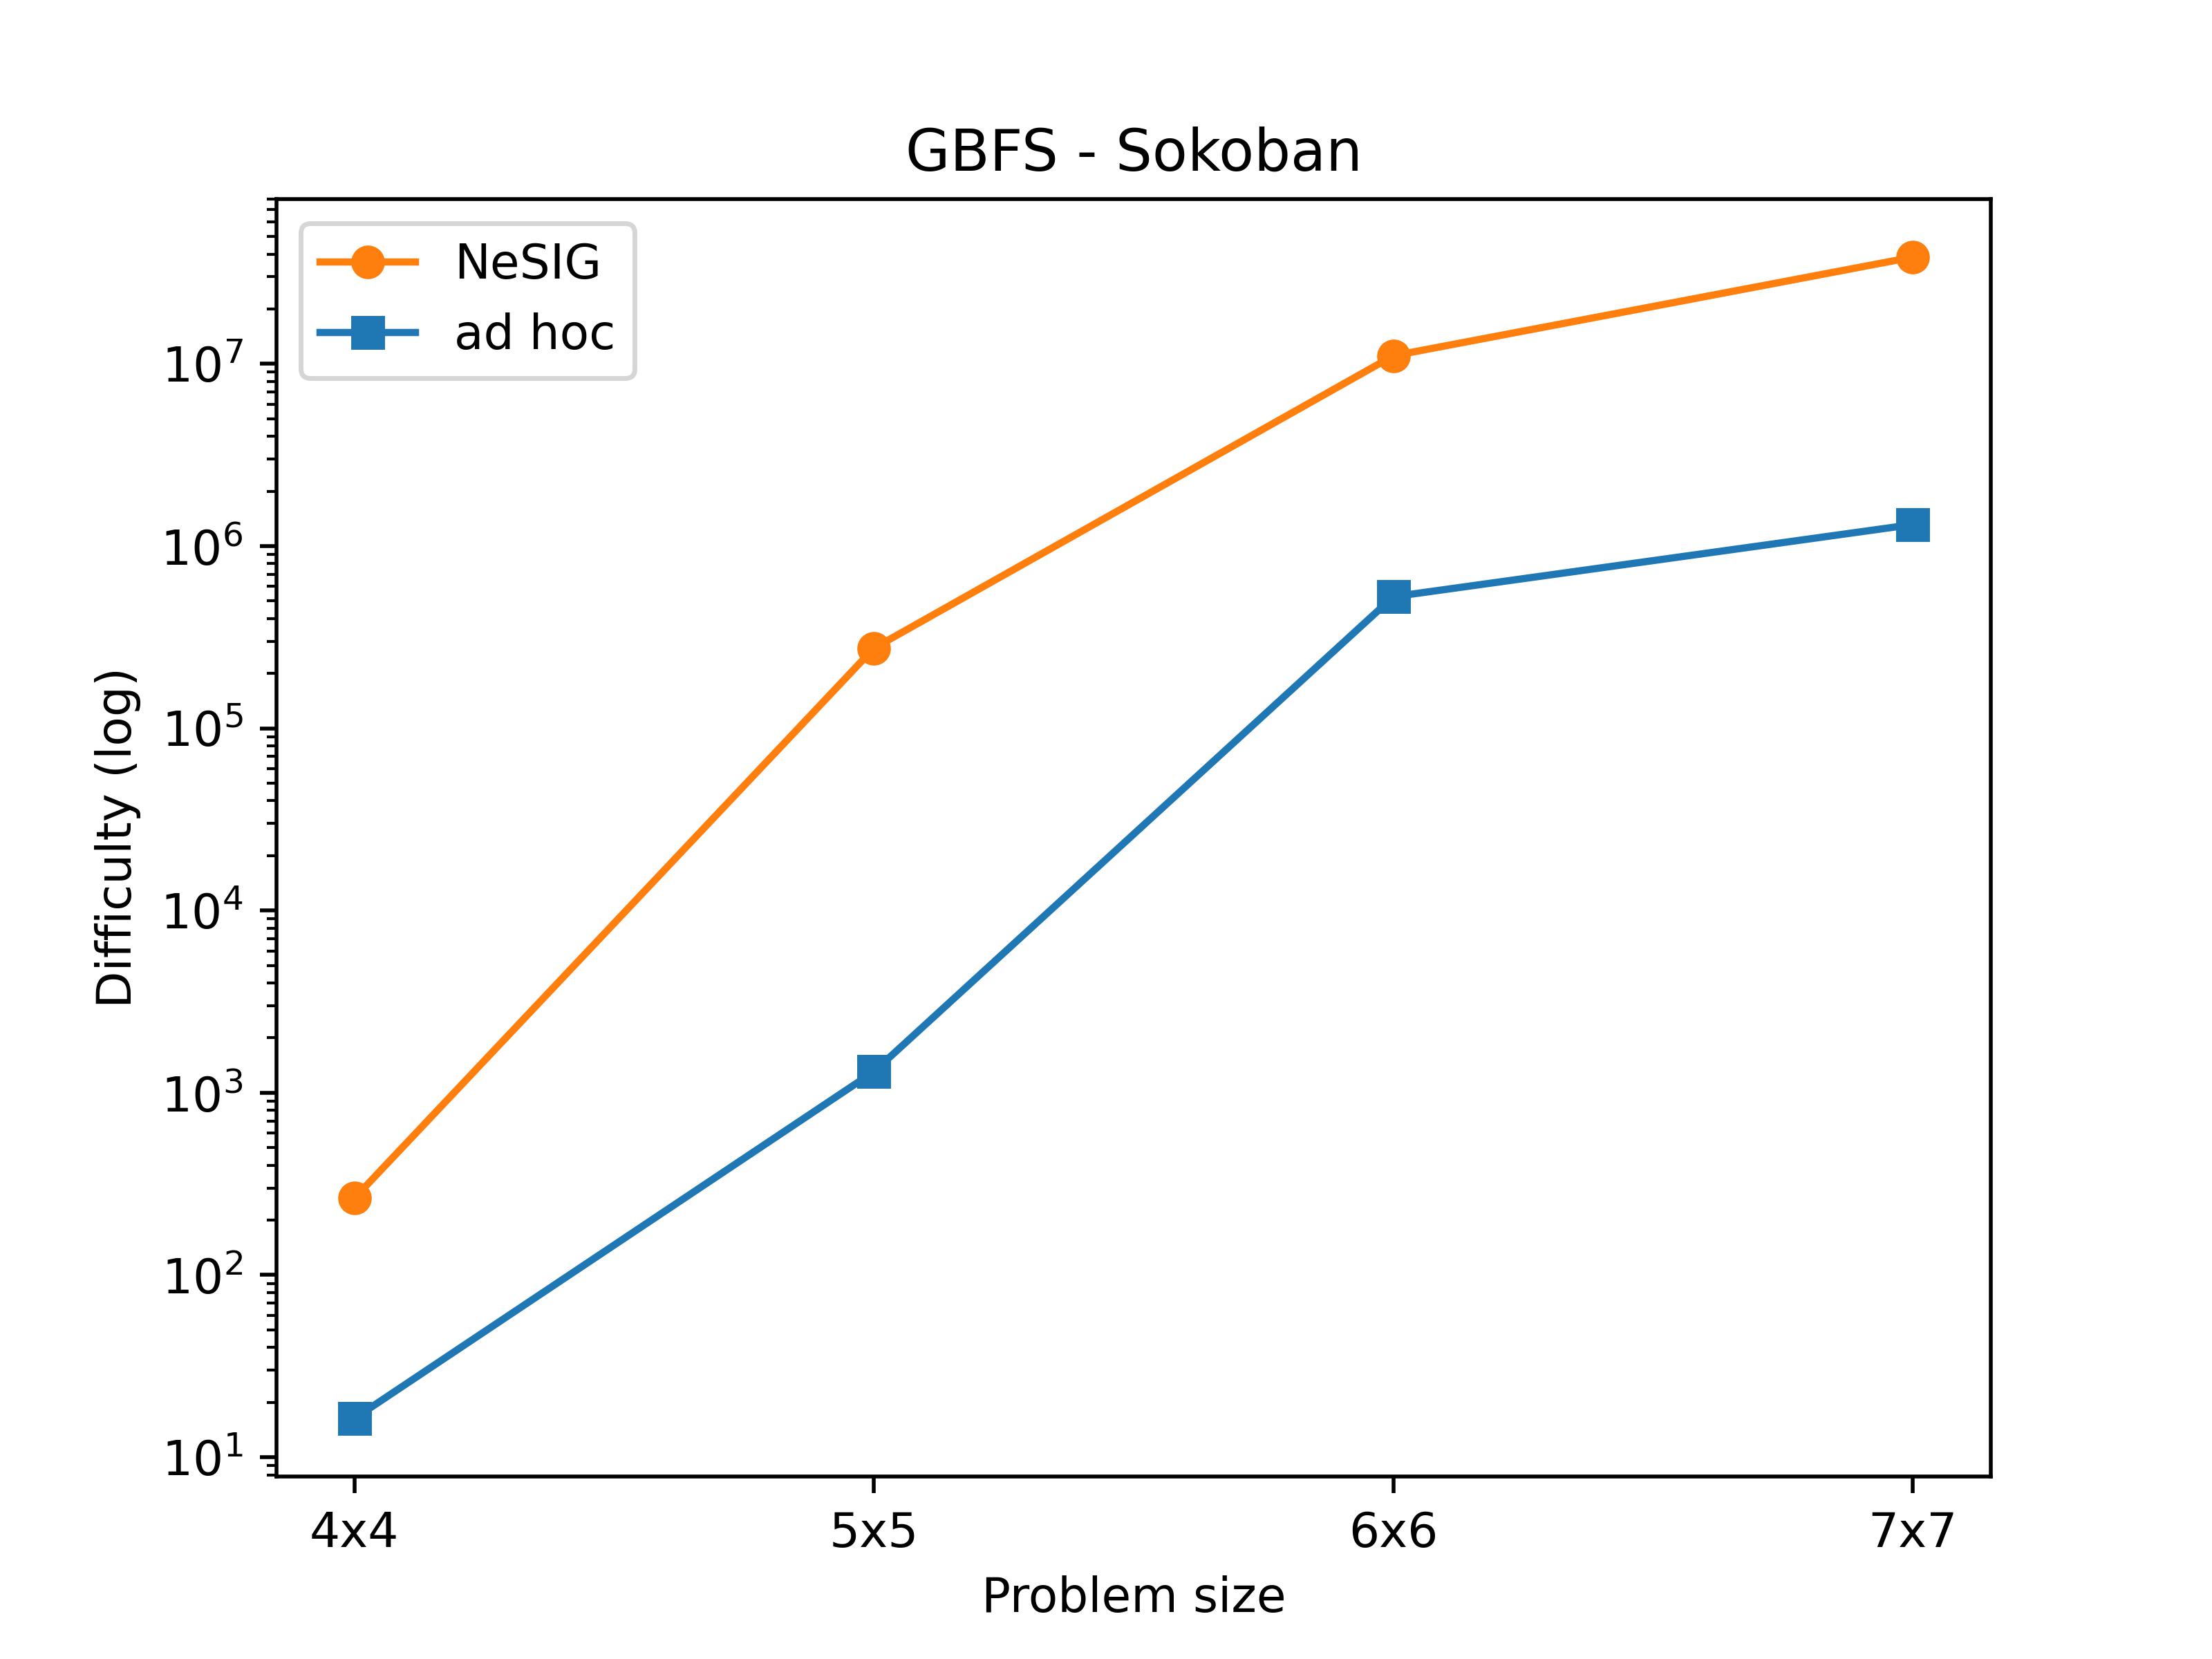 GBFS - Sokoban
NeSIG
ad hoc
Difficulty (log)
10⁷
10⁶
10⁵
10⁴
10³
10²
10¹
4x4 5x5 6x6 7x7
Problem size